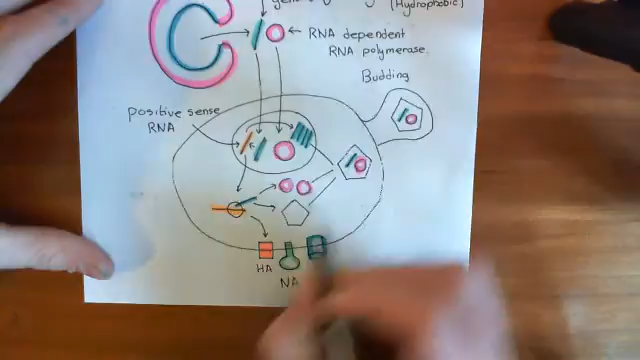 (Hydrophobic)
← RNA dependent
RNA polymerase
Budding
positive sense
RNA
HA
NA